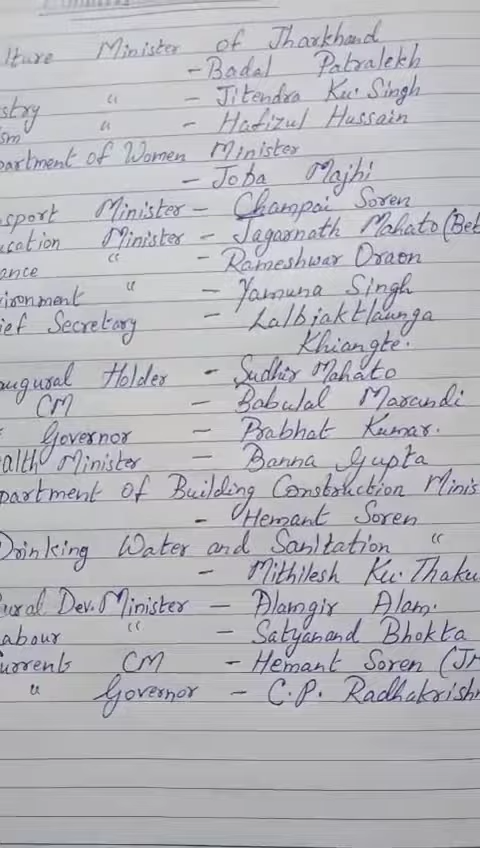 lture Minister of Jharkhand
- Badal Patralekh
stry " - Jitendra Ku. Singh
sm " - Hafizul Hussain
partment of Women Minister
- Joba Majhi
sport Minister - Champai Soren
ucation Minister - Jagarnath Mahato (Beb
ance " - Rameshwar Oraon
ironment " - Yamuna Singh
ief Secretary - Lalbiaktluanga
Khiangte.
augural Holder - Sudhir Mahato
CM - Babulal Marandi
Governor - Prabhat Kumar.
alth Minister - Banna Gupta
partment of Building Construction Minis
- Hemant Soren
Drinking Water and Sanitation "
- Mithilesh Ku. Thaku
ural Dev. Minister - Alamgir Alam.
abour " - Satyanand Bhokta
urrent CM - Hemant Soren (JM
" Governor - C.P. Radhakrish